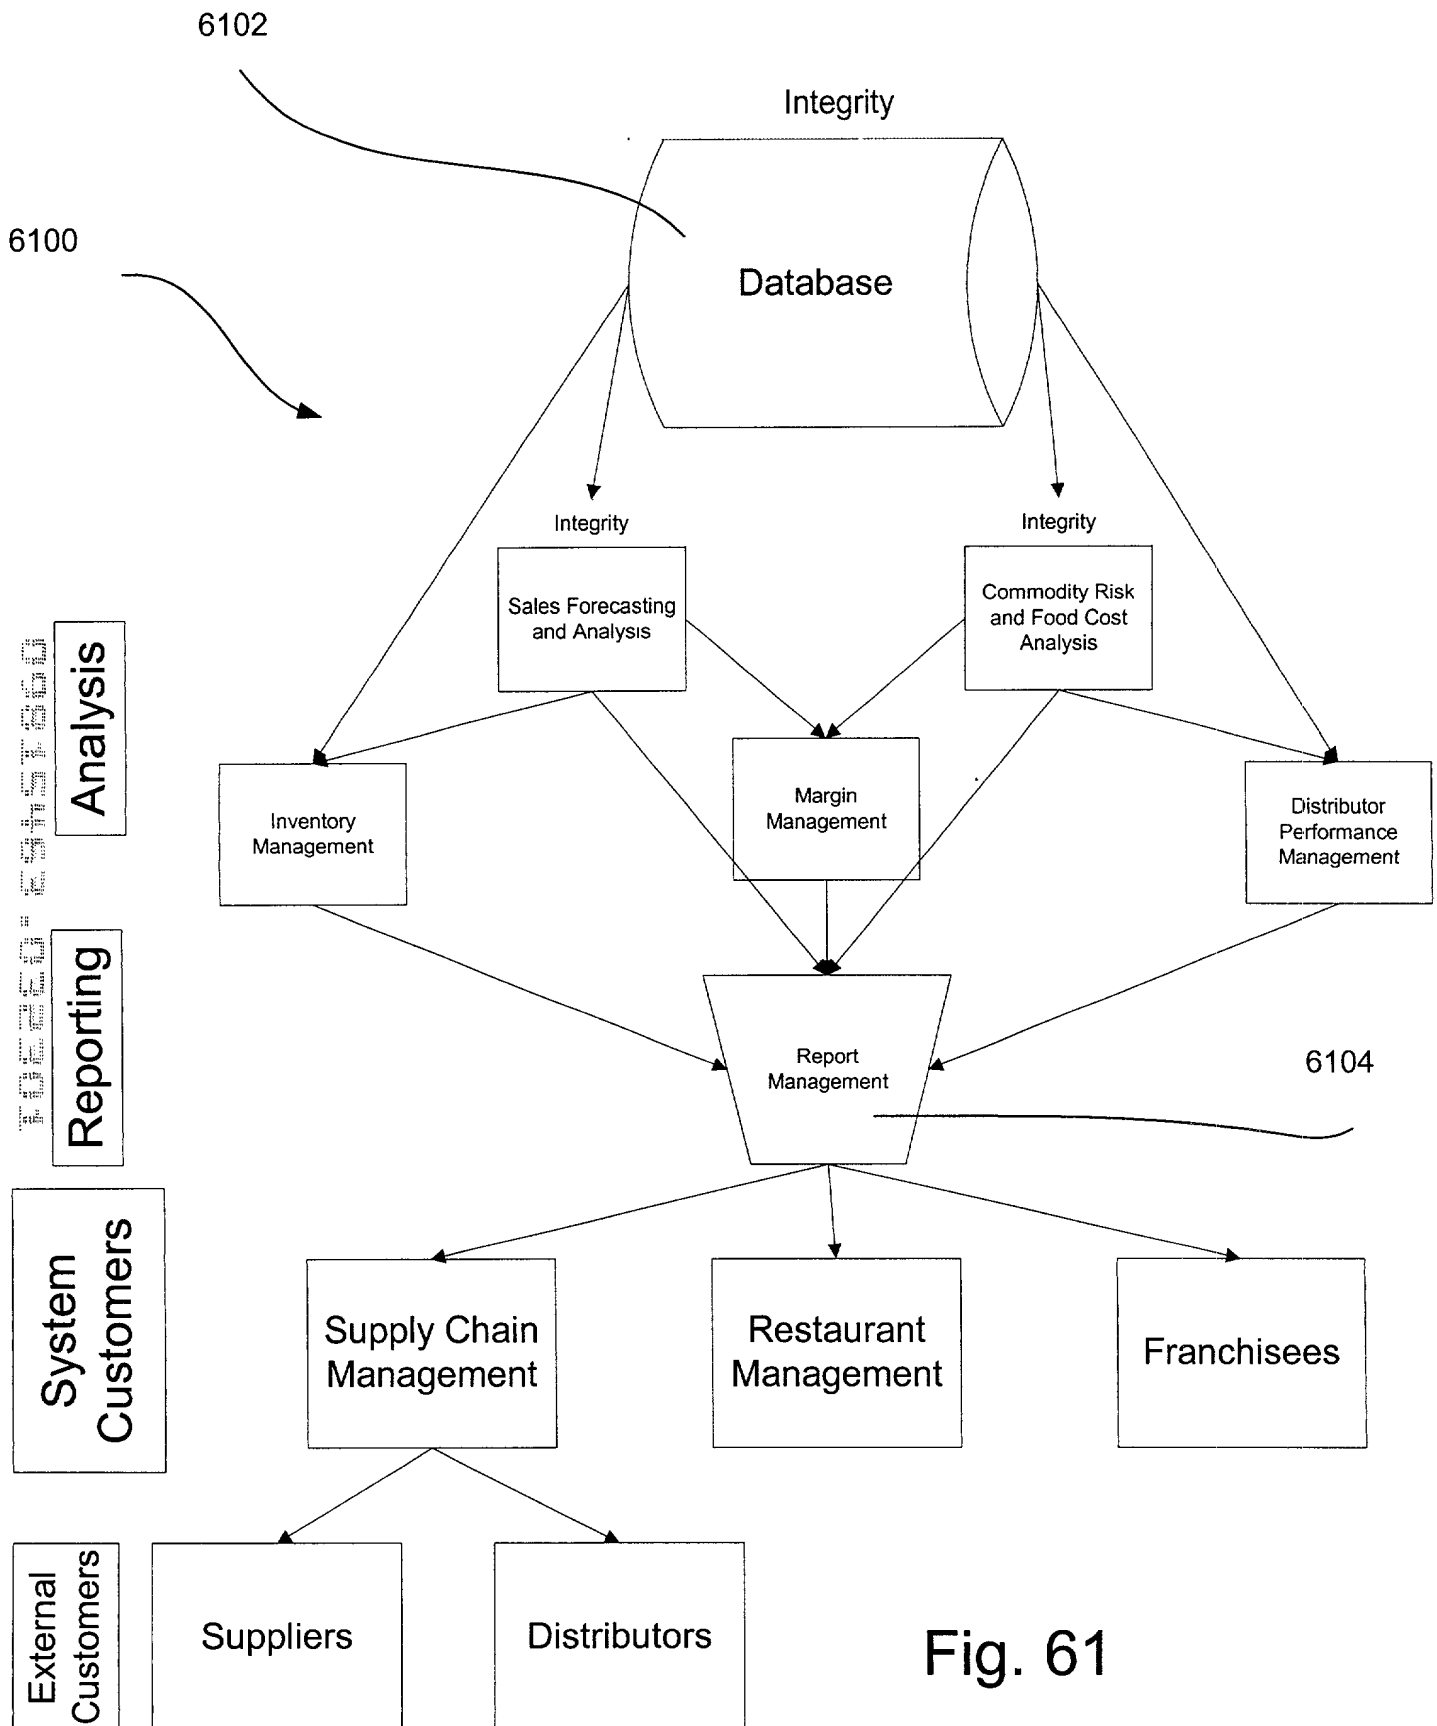 6102
Integrity
6100
Database
Integrity
Integrity
Sales Forecasting
and Analysis
Commodity Risk
and Food Cost
Analysis
Analysis
Inventory
Management
Margin
Management
Distributor
Performance
Management
Reporting
Report
Management
6104
System
Customers
Supply Chain
Management
Restaurant
Management
Franchisees
External
Customers
Suppliers
Distributors
Fig. 61